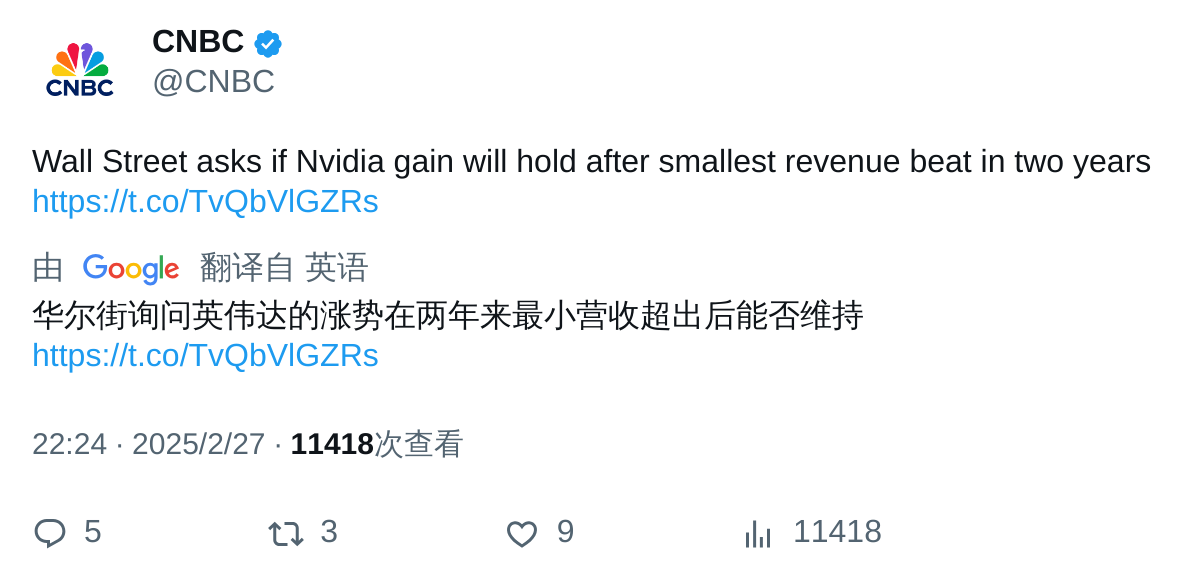 CNBC
CNBC
@CNBC
Wall Street asks if Nvidia gain will hold after smallest revenue beat in two years
https://t.co/TvQbVlGZRs
由 Google 翻译自 英语
华尔街询问英伟达的涨势在两年来最小营收超出后能否维持
https://t.co/TvQbVlGZRs
22:24 · 2025/2/27 · 11418次查看
5 3 9 11418